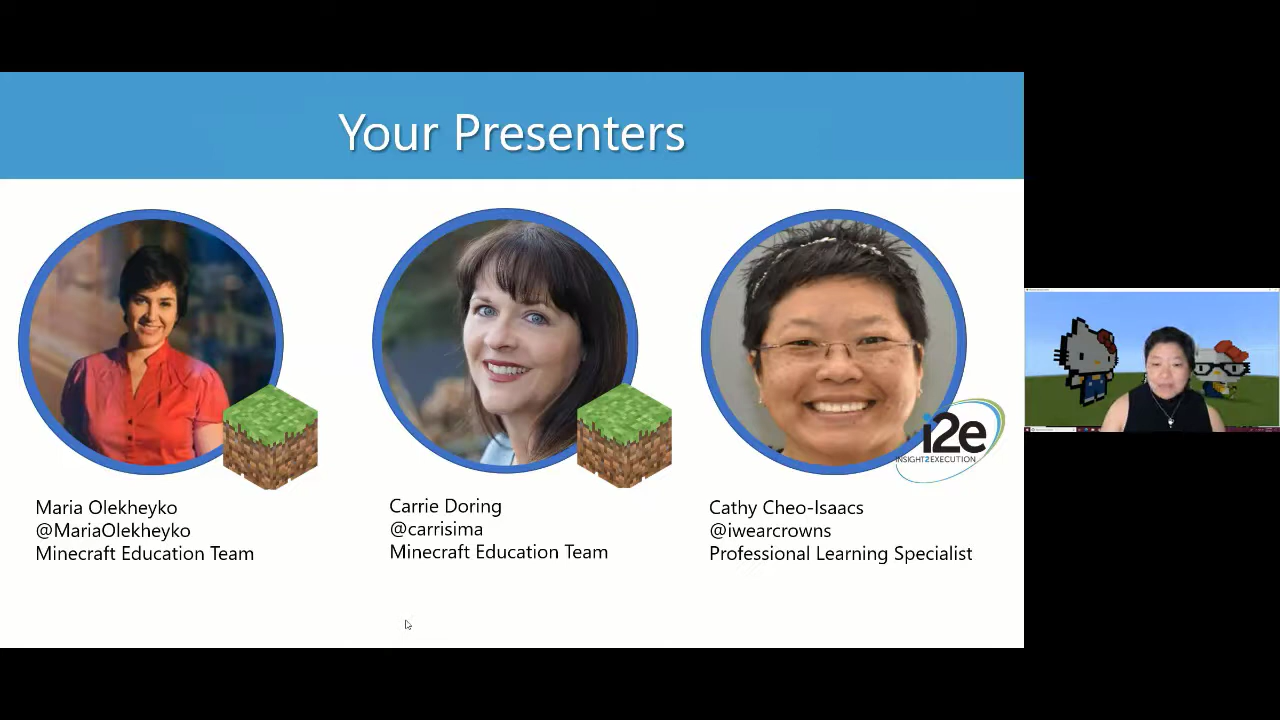 Your Presenters
Maria Olekheyko
@MariaOlekheyko
Minecraft Education Team
Carrie Doring
@carrisima
Minecraft Education Team
i2e
INSIGHT2EXECUTION
Cathy Cheo-Isaacs
@iwearcrowns
Professional Learning Specialist